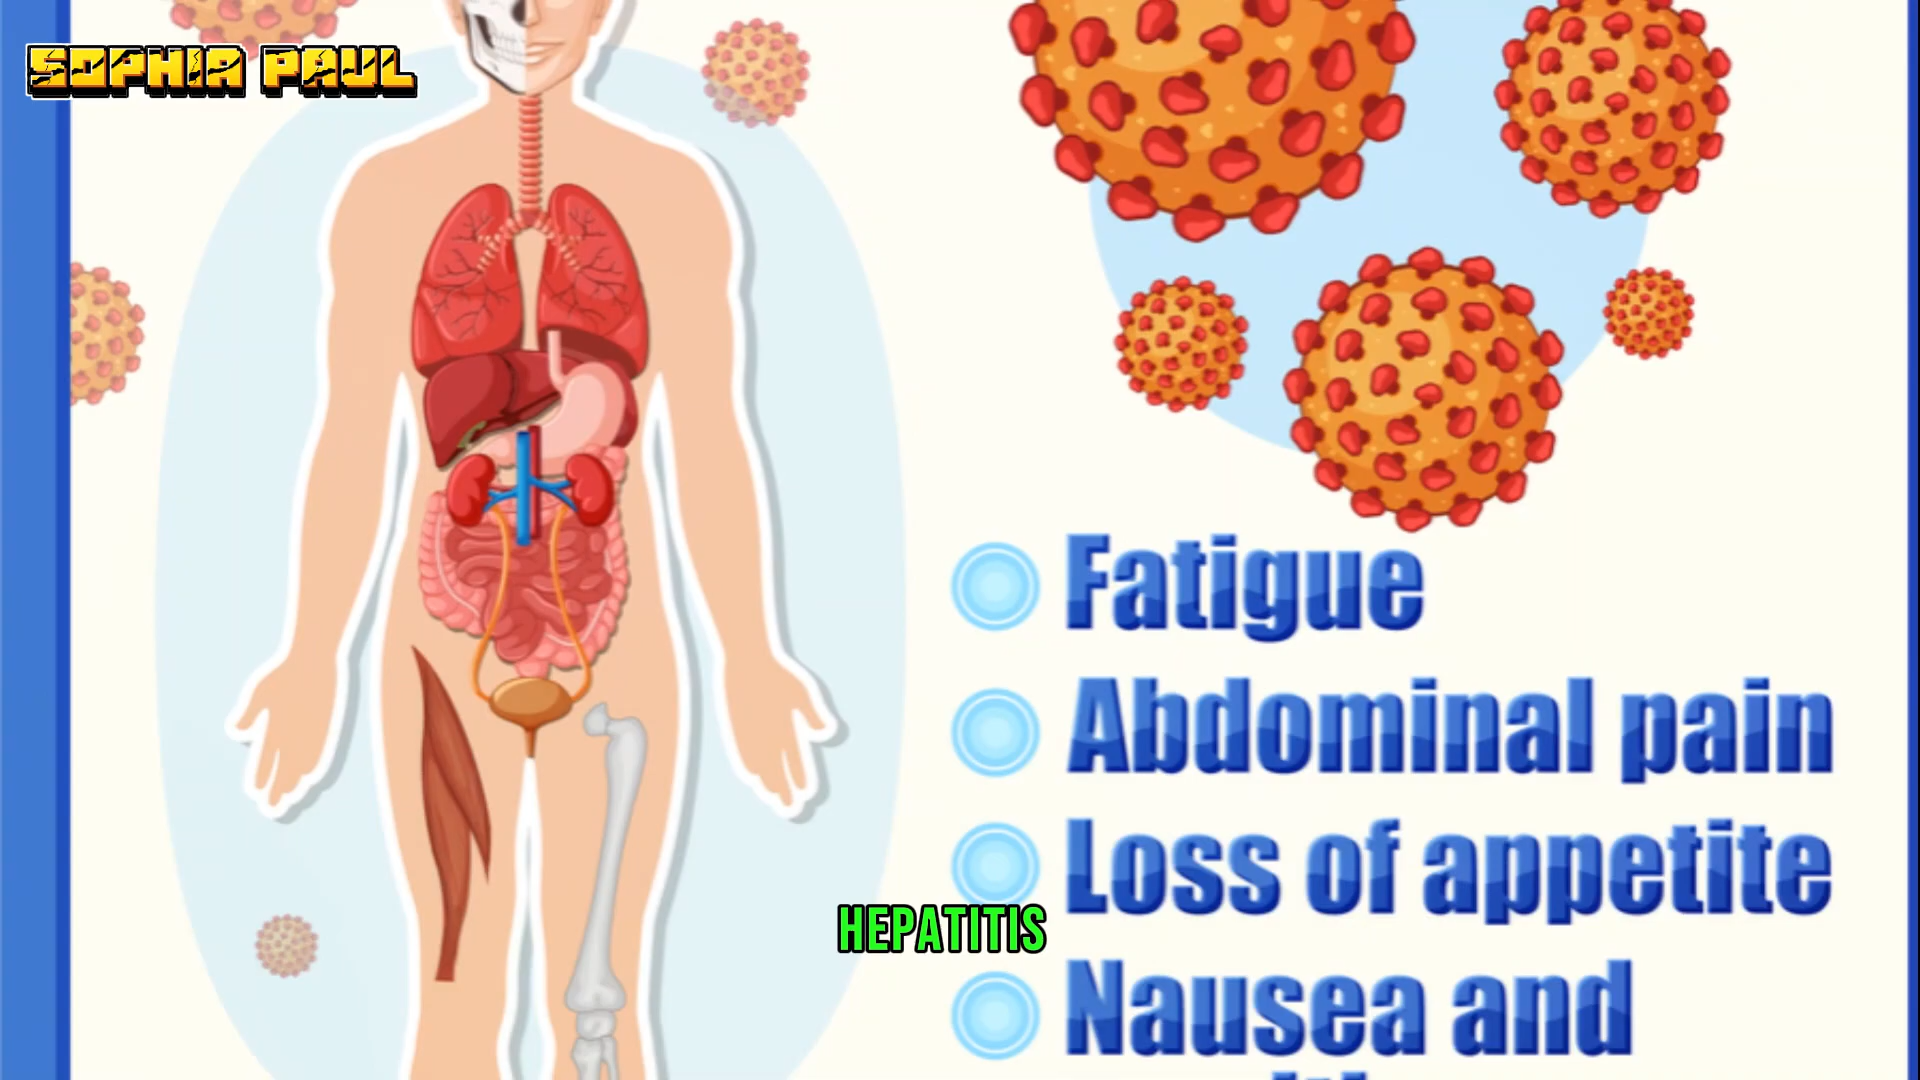 SOPHIA PAUL
Fatigue
Abdominal pain
Loss of appetite
HEPATITIS
Nausea and